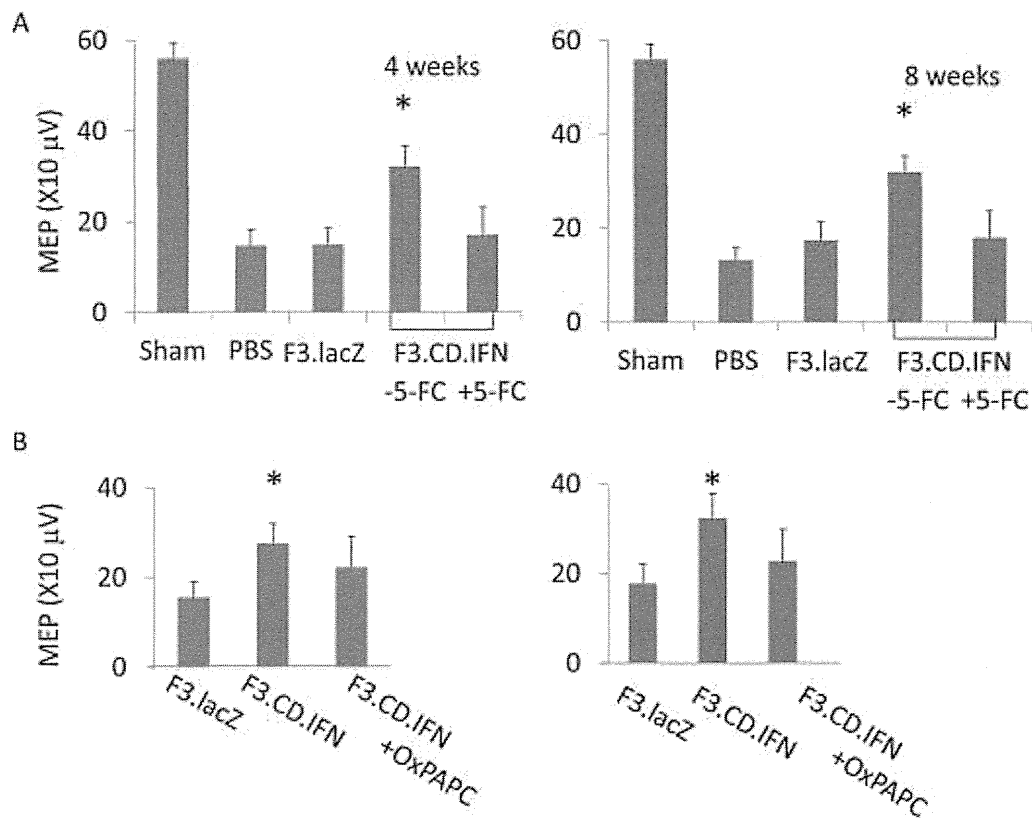 A
60
40
20
0
MEP (X10 μV)
4 weeks
*
Sham PBS F3.lacZ F3.CD.IFN
-5-FC +5-FC
60
40
20
0
8 weeks
*
Sham PBS F3.lacZ F3.CD.IFN
-5-FC +5-FC
B
40
20
0
MEP (X10 μV)
*
F3.lacZ
F3.CD.IFN
F3.CD.IFN
+OxPAPC
40
20
0
*
F3.lacZ
F3.CD.IFN
F3.CD.IFN
+OxPAPC